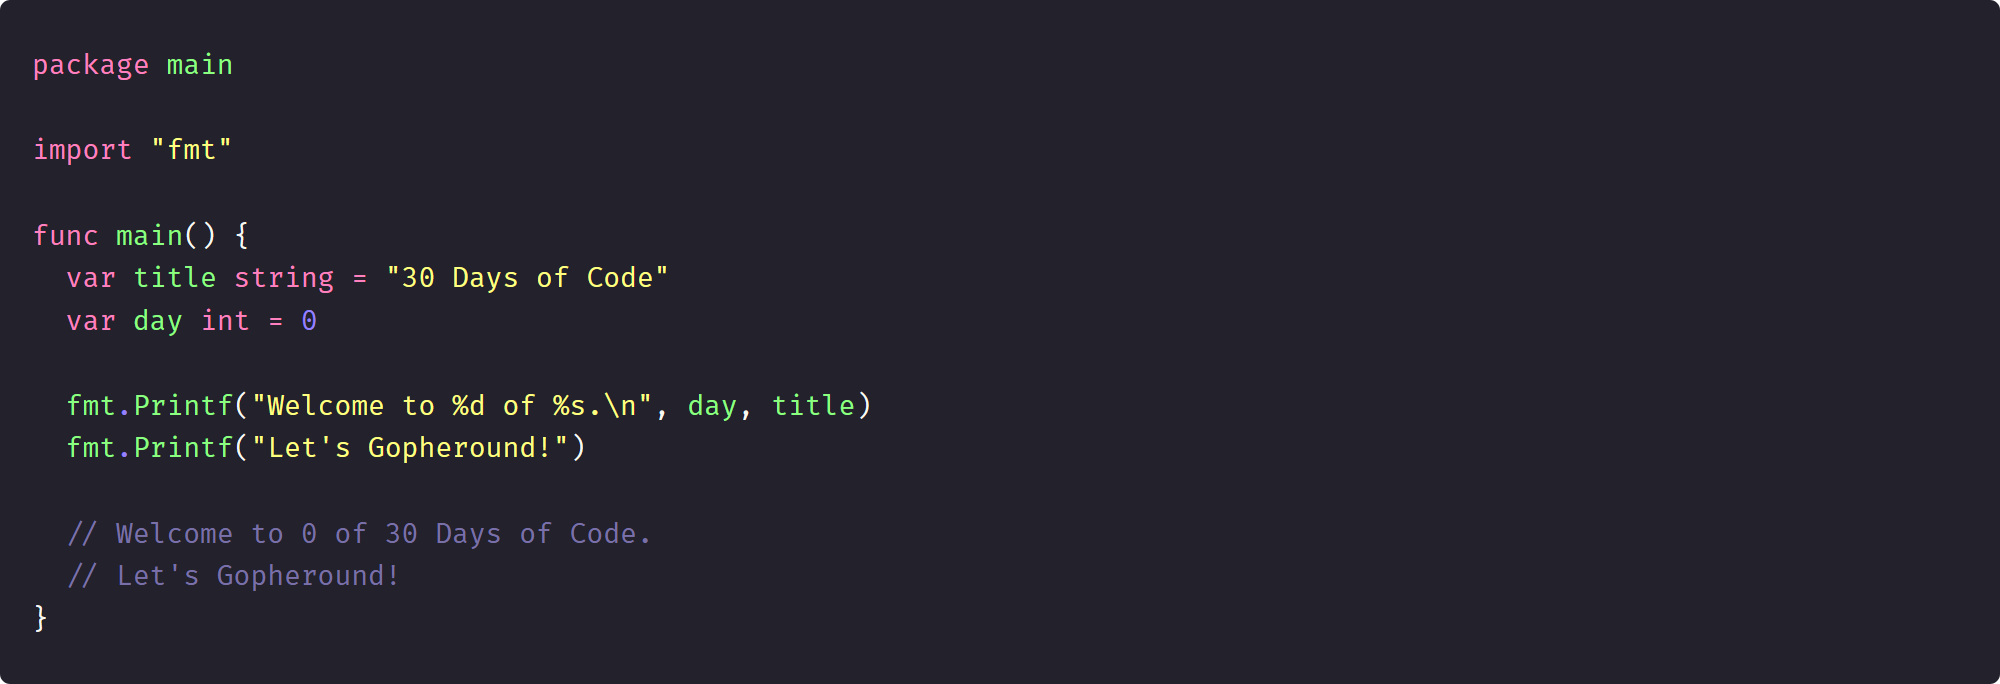 package main
import "fmt"
func main() {
  var title string = "30 Days of Code"
  var day int = 0
  fmt.Printf("Welcome to %d of %s.\n", day, title)
  fmt.Printf("Let's Gopheround!")
  // Welcome to 0 of 30 Days of Code.
  // Let's Gopheround!
}